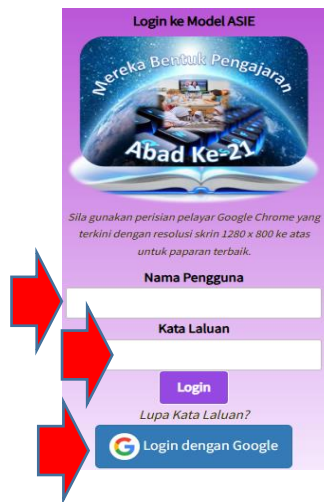 Login ke Model ASIE
Mereka Bentuk Pengajaran
Abad Ke-21
Sila gunakan perisian pelayar Google Chrome yang
terkini dengan resolusi skrin 1280 x 800 ke atas
untuk paparan terbaik.
Nama Pengguna
Kata Laluan
Login
Lupa Kata Laluan?
Login dengan Google